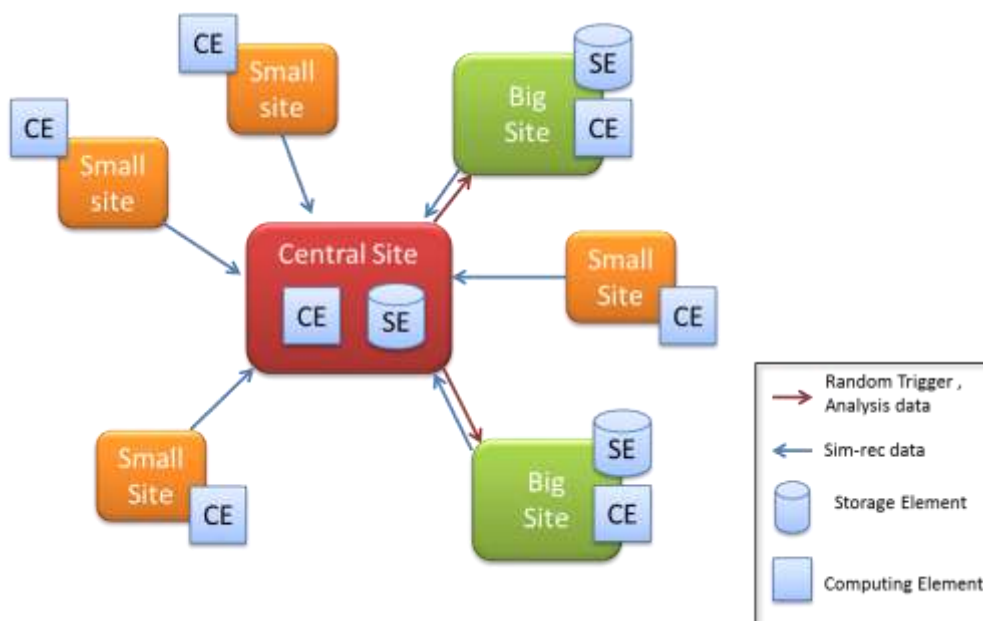 CE
Small
site
CE
Small
site
SE
Big
Site
CE
Central Site
CE
SE
Small
Site
CE
Small
Site
CE
SE
Big
Site
CE
Random Trigger ,
Analysis data
Sim-rec data
Storage Element
Computing Element